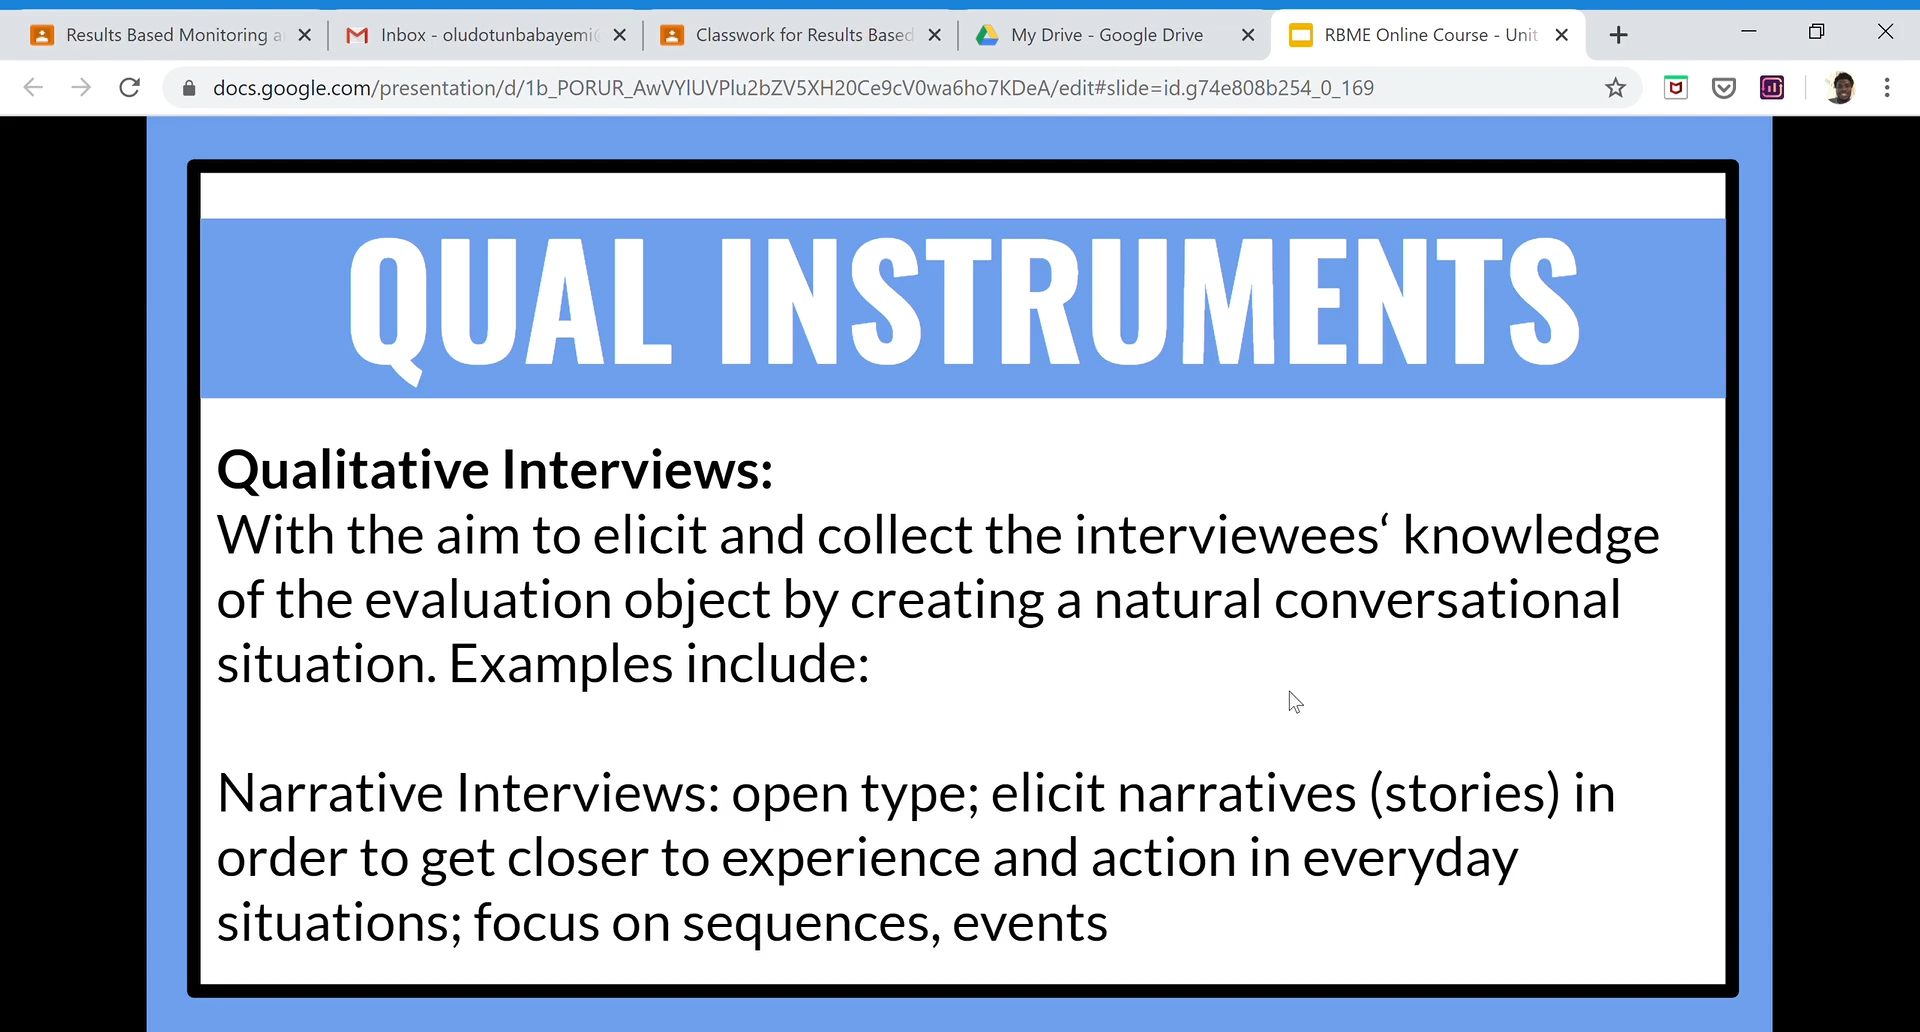 Results Based Monitoring a
Inbox - oludotunbabayemi@
Classwork for Results Based
My Drive - Google Drive
RBME Online Course - Unit
docs.google.com/presentation/d/1b_PORUR_AwVYlUVPlu2bZV5XH20Ce9cV0wa6ho7KDeA/edit#slide=id.g74e808b254_0_169
QUAL INSTRUMENTS
Qualitative Interviews:
With the aim to elicit and collect the interviewees‘ knowledge
of the evaluation object by creating a natural conversational
situation. Examples include:
Narrative Interviews: open type; elicit narratives (stories) in
order to get closer to experience and action in everyday
situations; focus on sequences, events